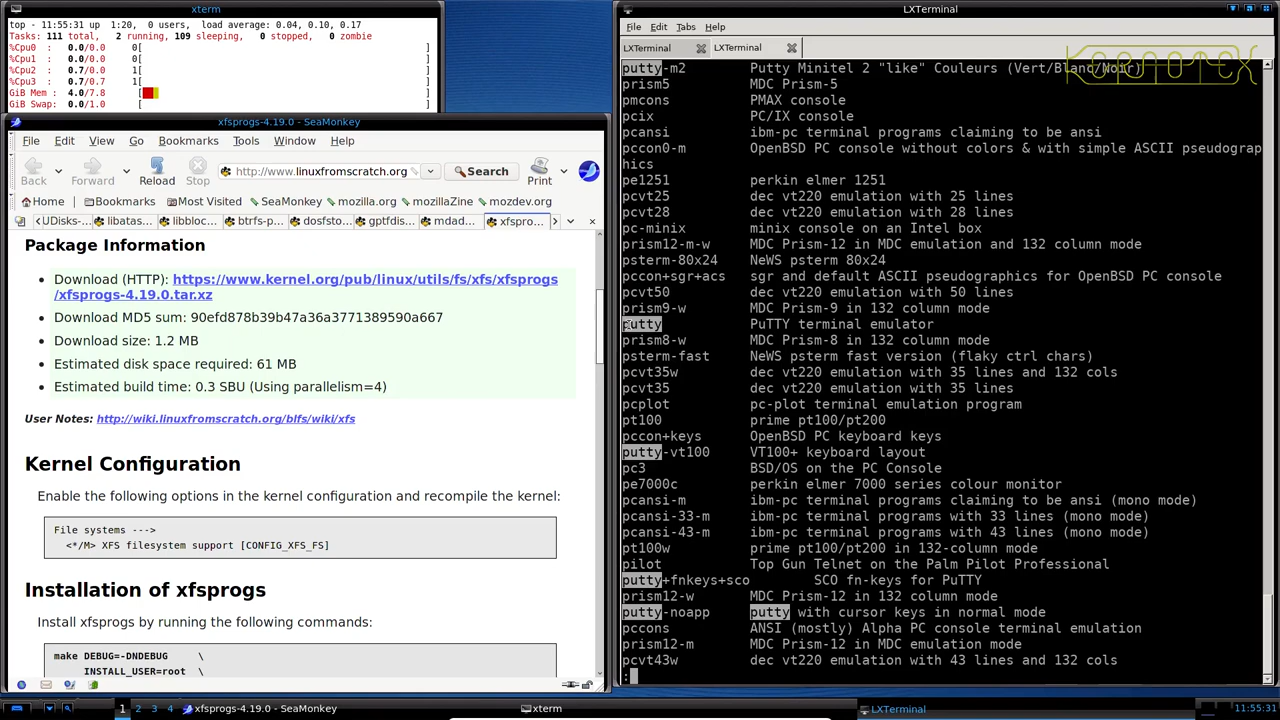 xterm
top - 11:55:31 up  1:20,  0 users,  load average: 0.04, 0.10, 0.17
Tasks: 111 total,   2 running, 109 sleeping,   0 stopped,   0 zombie
%Cpu0  :   0.0/0.0     0[                    ]
%Cpu1  :   0.0/0.0     0[                    ]
%Cpu2  :   0.7/0.0     1[                    ]
%Cpu3  :   0.7/0.7     1[                    ]
GiB Mem :  4.0/7.8      [                    ]
GiB Swap:  0.0/1.0      [                    ]
xfsprogs-4.19.0 - SeaMonkey
File Edit View Go Bookmarks Tools Window Help
Back Forward Reload Stop http://www.linuxfromscratch.org Search Print
Home Bookmarks Most Visited SeaMonkey mozilla.org mozillaZine mozdev.org
UDisks-... libatas... libbloc... btrfs-p... dosfsto... gptfdis... mdad... xfspro...
Package Information
Download (HTTP): https://www.kernel.org/pub/linux/utils/fs/xfs/xfsprogs
/xfsprogs-4.19.0.tar.xz
Download MD5 sum: 90efd878b39b47a36a3771389590a667
Download size: 1.2 MB
Estimated disk space required: 61 MB
Estimated build time: 0.3 SBU (Using parallelism=4)
User Notes: http://wiki.linuxfromscratch.org/blfs/wiki/xfs
Kernel Configuration
Enable the following options in the kernel configuration and recompile the kernel:
File systems --->
<*/M> XFS filesystem support [CONFIG_XFS_FS]
Installation of xfsprogs
Install xfsprogs by running the following commands:
make DEBUG=-DNDEBUG     \
INSTALL_USER=root  \
LXTerminal
File Edit Tabs Help
LXTerminal LXTerminal
KERNOTEX
putty-m2        Putty Minitel 2 "like" Couleurs (Vert/Blanc/Noir)
prism5          MDC Prism-5
pmcons          PMAX console
pcix            PC/IX console
pcansi          ibm-pc terminal programs claiming to be ansi
pccon0-m        OpenBSD PC console without colors & with simple ASCII pseudograp
hics
pe1251          perkin elmer 1251
pcvt25          dec vt220 emulation with 25 lines
pcvt28          dec vt220 emulation with 28 lines
pc-minix        minix console on an Intel box
prism12-m-w     MDC Prism-12 in MDC emulation and 132 column mode
psterm-80x24    NeWS psterm 80x24
pccon+sgr+acs   sgr and default ASCII pseudographics for OpenBSD PC console
pcvt50          dec vt220 emulation with 50 lines
prism9-w        MDC Prism-9 in 132 column mode
putty           PuTTY terminal emulator
prism8-w        MDC Prism-8 in 132 column mode
psterm-fast     NeWS psterm fast version (flaky ctrl chars)
pcvt35w         dec vt220 emulation with 35 lines and 132 cols
pcvt35          dec vt220 emulation with 35 lines
pcplot          pc-plot terminal emulation program
pt100           prime pt100/pt200
pccon+keys      OpenBSD PC keyboard keys
putty-vt100     VT100+ keyboard layout
pc3             BSD/OS on the PC Console
pe7000c         perkin elmer 7000 series colour monitor
pcansi-m        ibm-pc terminal programs claiming to be ansi (mono mode)
pcansi-33-m     ibm-pc terminal programs with 33 lines (mono mode)
pcansi-43-m     ibm-pc terminal programs with 43 lines (mono mode)
pt100w          prime pt100/pt200 in 132-column mode
pilot           Top Gun Telnet on the Palm Pilot Professional
putty+fnkeys+sco        SCO fn-keys for PuTTY
prism12-w       MDC Prism-12 in 132 column mode
putty-noapp     putty with cursor keys in normal mode
pccons          ANSI (mostly) Alpha PC console terminal emulation
prism12-m       MDC Prism-12 in MDC emulation mode
pcvt43w         dec vt220 emulation with 43 lines and 132 cols
:
1 2 3 4 xfsprogs-4.19.0 - SeaMonkey xterm LXTerminal 11:55:31